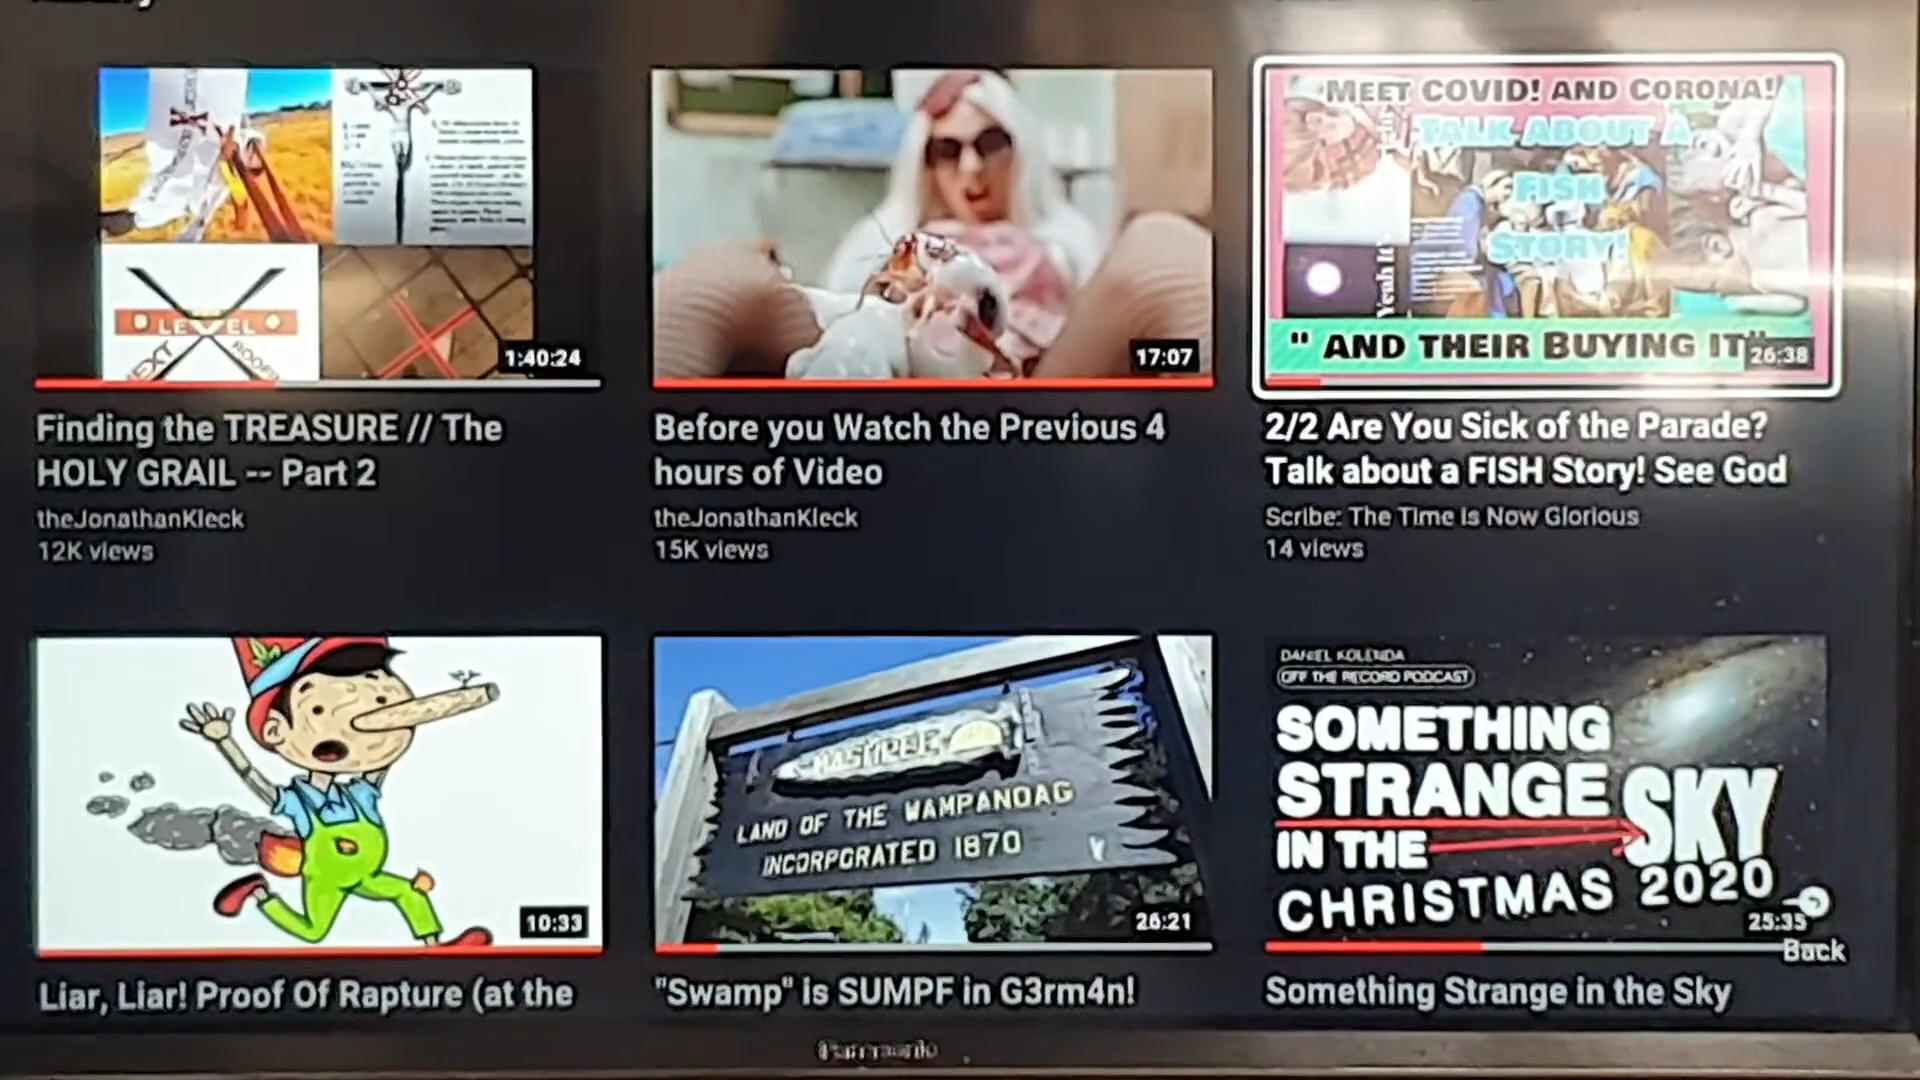 LEVEL
NEXT
ROOF
1:40:24
17:07
MEET COVID! AND CORONA!
TALK ABOUT A
FISH
STORY!
Yeah It'
" AND THEIR BUYING IT"
26:38
Finding the TREASURE // The
HOLY GRAIL -- Part 2
theJonathanKleck
12K views
Before you Watch the Previous 4
hours of Video
theJonathanKleck
15K views
2/2 Are You Sick of the Parade?
Talk about a FISH Story! See God
Scribe: The Time Is Now Glorious
14 views
10:33
MASHPEE
LAND OF THE WAMPANOAG
INCORPORATED 1870
26:21
DANIEL KOLENDA
OFF THE RECORD PODCAST
SOMETHING
STRANGE
IN THE
SKY
CHRISTMAS 2020
25:35
Back
Liar, Liar! Proof Of Rapture (at the
"Swamp" is SUMPF in G3rm4n!
Something Strange in the Sky
Panasonic